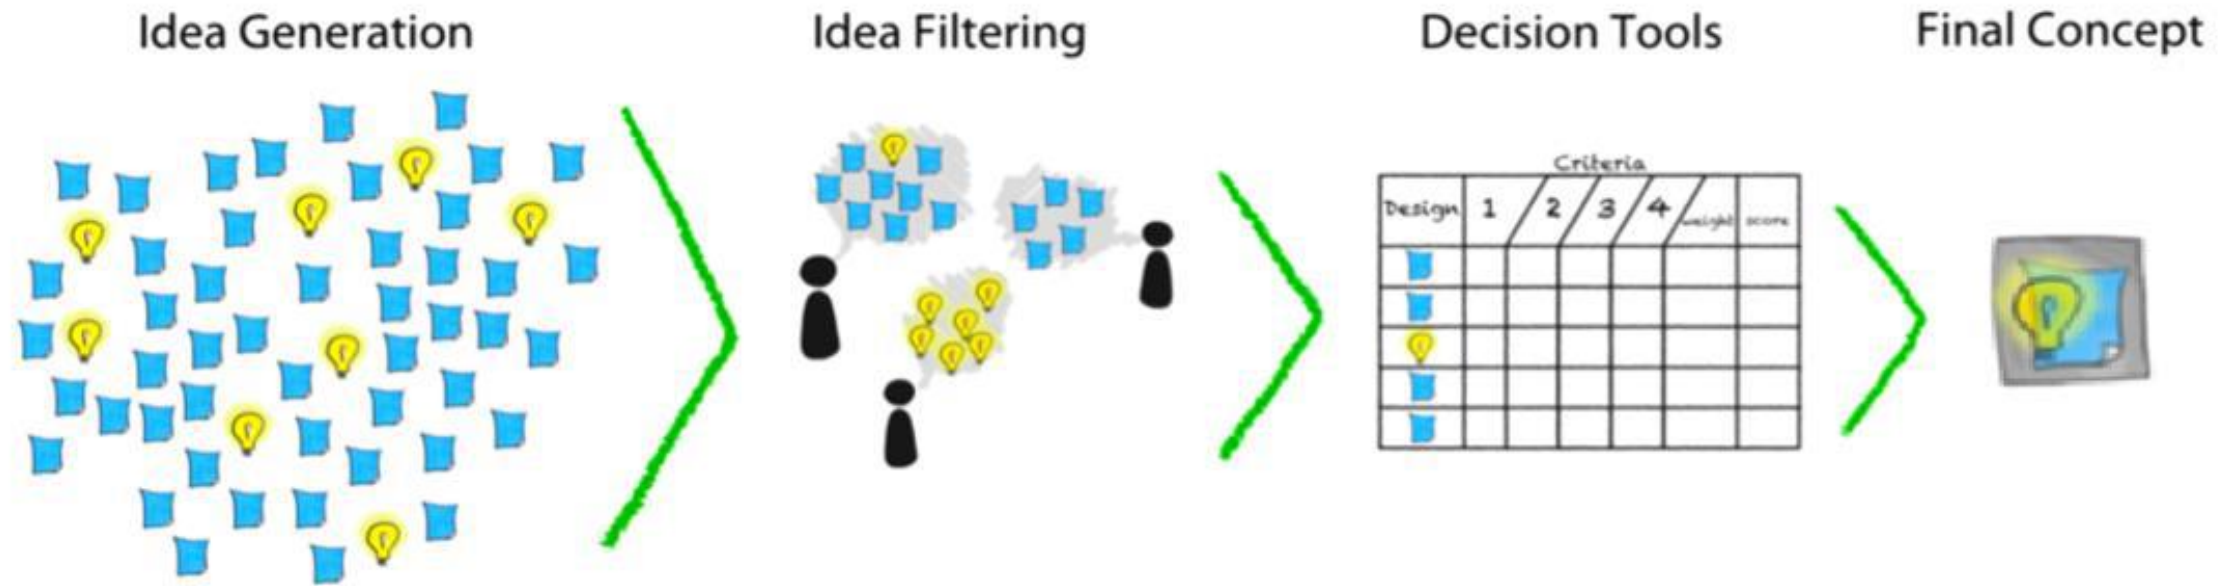 Idea Generation
Idea Filtering
Decision Tools
Final Concept
Criteria
Design 1 2 3 4 weight score